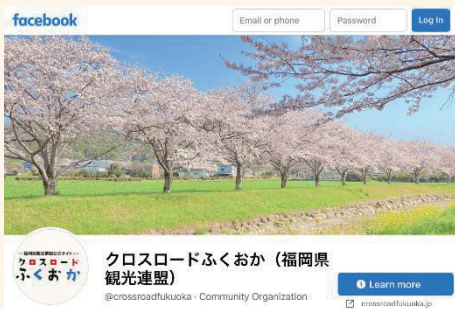 facebook
Email or phone
Password
Log In
クロスロード
ふくおか
クロスロードふくおか（福岡県
観光連盟）
@crossroadfukuoka · Community Organization
Learn more
crossroadfukuoka.jp